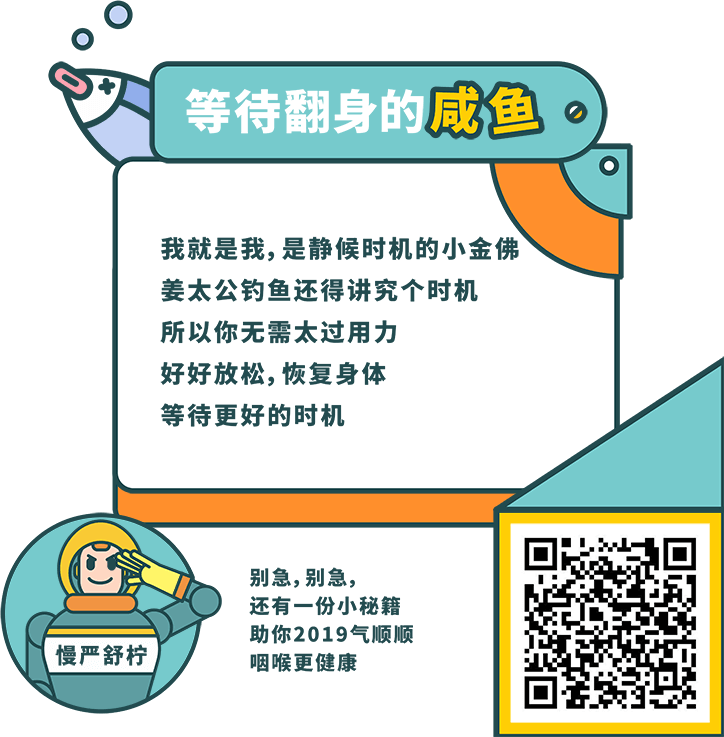 等待翻身的咸鱼
我就是我，是静候时机的小金佛
姜太公钓鱼还得讲究个时机
所以你无需太过用力
好好放松，恢复身体
等待更好的时机
别急，别急，
还有一份小秘籍
助你2019气顺顺
咽喉更健康
慢严舒柠